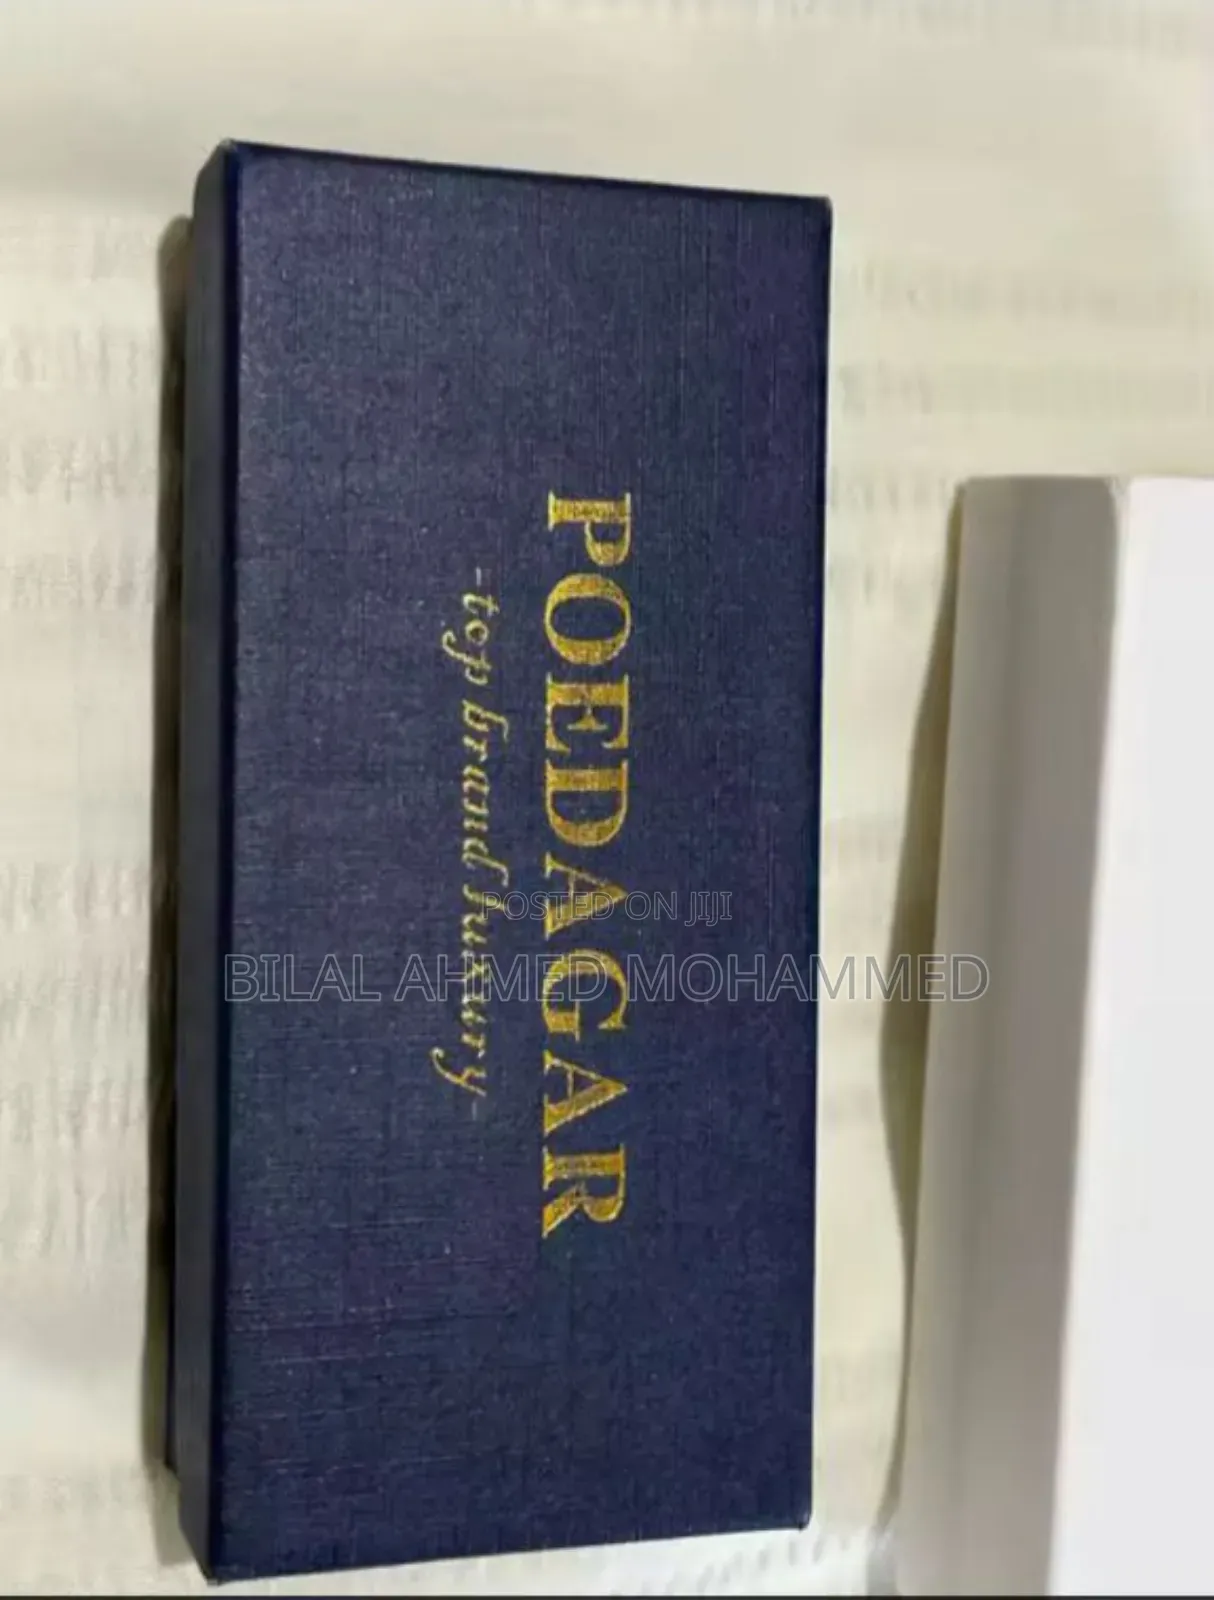 POEDAGAR
-top brand luxury-
POSTED ON JIJI
BILAL AHMED MOHAMMED